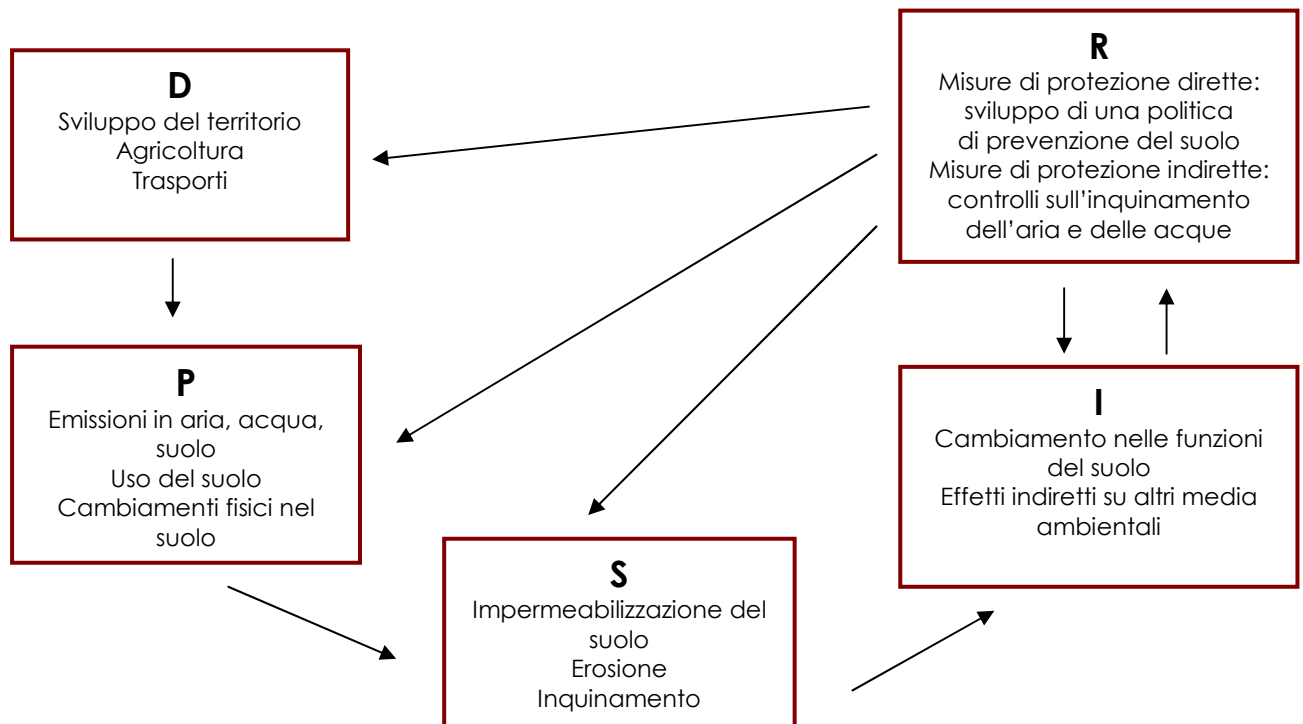 D
Sviluppo del territorio
Agricoltura
Trasporti
R
Misure di protezione dirette:
sviluppo di una politica
di prevenzione del suolo
Misure di protezione indirette:
controlli sull'inquinamento
dell'aria e delle acque
P
Emissioni in aria, acqua,
suolo
Uso del suolo
Cambiamenti fisici nel
suolo
I
Cambiamento nelle funzioni
del suolo
Effetti indiretti su altri media
ambientali
S
Impermeabilizzazione del
suolo
Erosione
Inquinamento